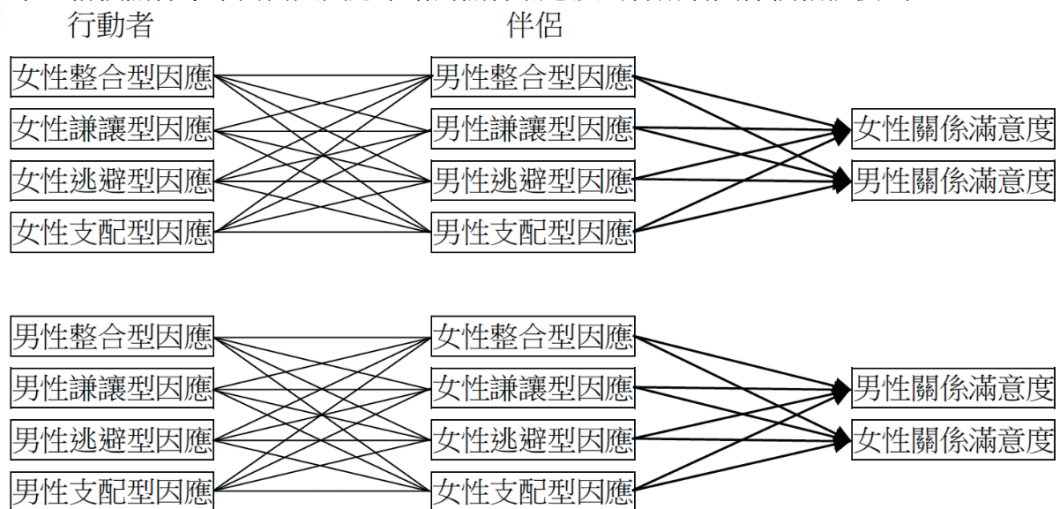 行動者 伴侶
女性整合型因應 男性整合型因應
女性謙讓型因應 男性謙讓型因應 女性關係滿意度
女性逃避型因應 男性逃避型因應 男性關係滿意度
女性支配型因應 男性支配型因應
男性整合型因應 女性整合型因應
男性謙讓型因應 女性謙讓型因應 男性關係滿意度
男性逃避型因應 女性逃避型因應 女性關係滿意度
男性支配型因應 女性支配型因應